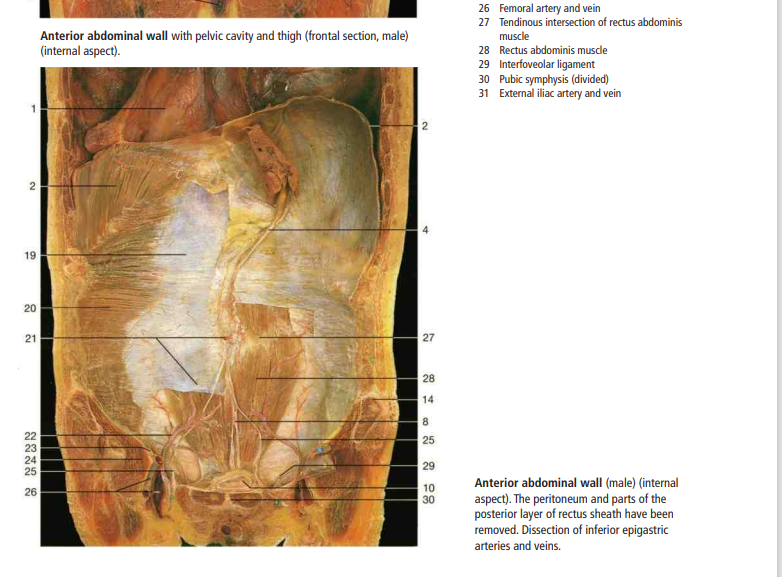 26 Femoral artery and vein
27 Tendinous intersection of rectus abdominis
muscle
28 Rectus abdominis muscle
29 Interfoveolar ligament
30 Pubic symphysis (divided)
31 External iliac artery and vein
Anterior abdominal wall with pelvic cavity and thigh (frontal section, male)
(internal aspect).
1
2
2
4
19
20
21
27
28
14
8
22
25
23
24
25
29
26
10
30
Anterior abdominal wall (male) (internal
aspect). The peritoneum and parts of the
posterior layer of rectus sheath have been
removed. Dissection of inferior epigastric
arteries and veins.